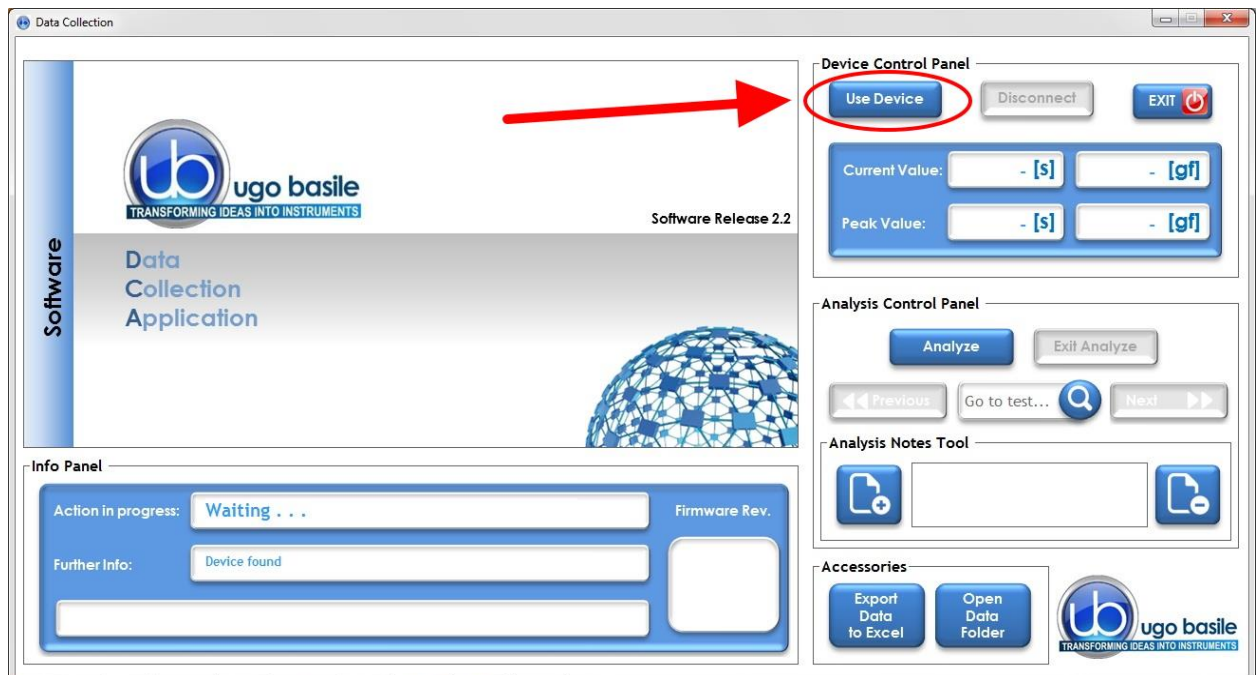 Data Collection
Software
ub ugo basile
TRANSFORMING IDEAS INTO INSTRUMENTS
Software Release 2.2
Data
Collection
Application
Device Control Panel
Use Device
Disconnect
EXIT
Current Value:
- [s]
- [gf]
Peak Value:
- [s]
- [gf]
Analysis Control Panel
Analyze
Exit Analyze
Previous
Go to test...
Next
Analysis Notes Tool
Info Panel
Action in progress:
Waiting . . .
Firmware Rev.
Further Info:
Device found
Accessories
Export
Data
to Excel
Open
Data
Folder
ub ugo basile
TRANSFORMING IDEAS INTO INSTRUMENTS